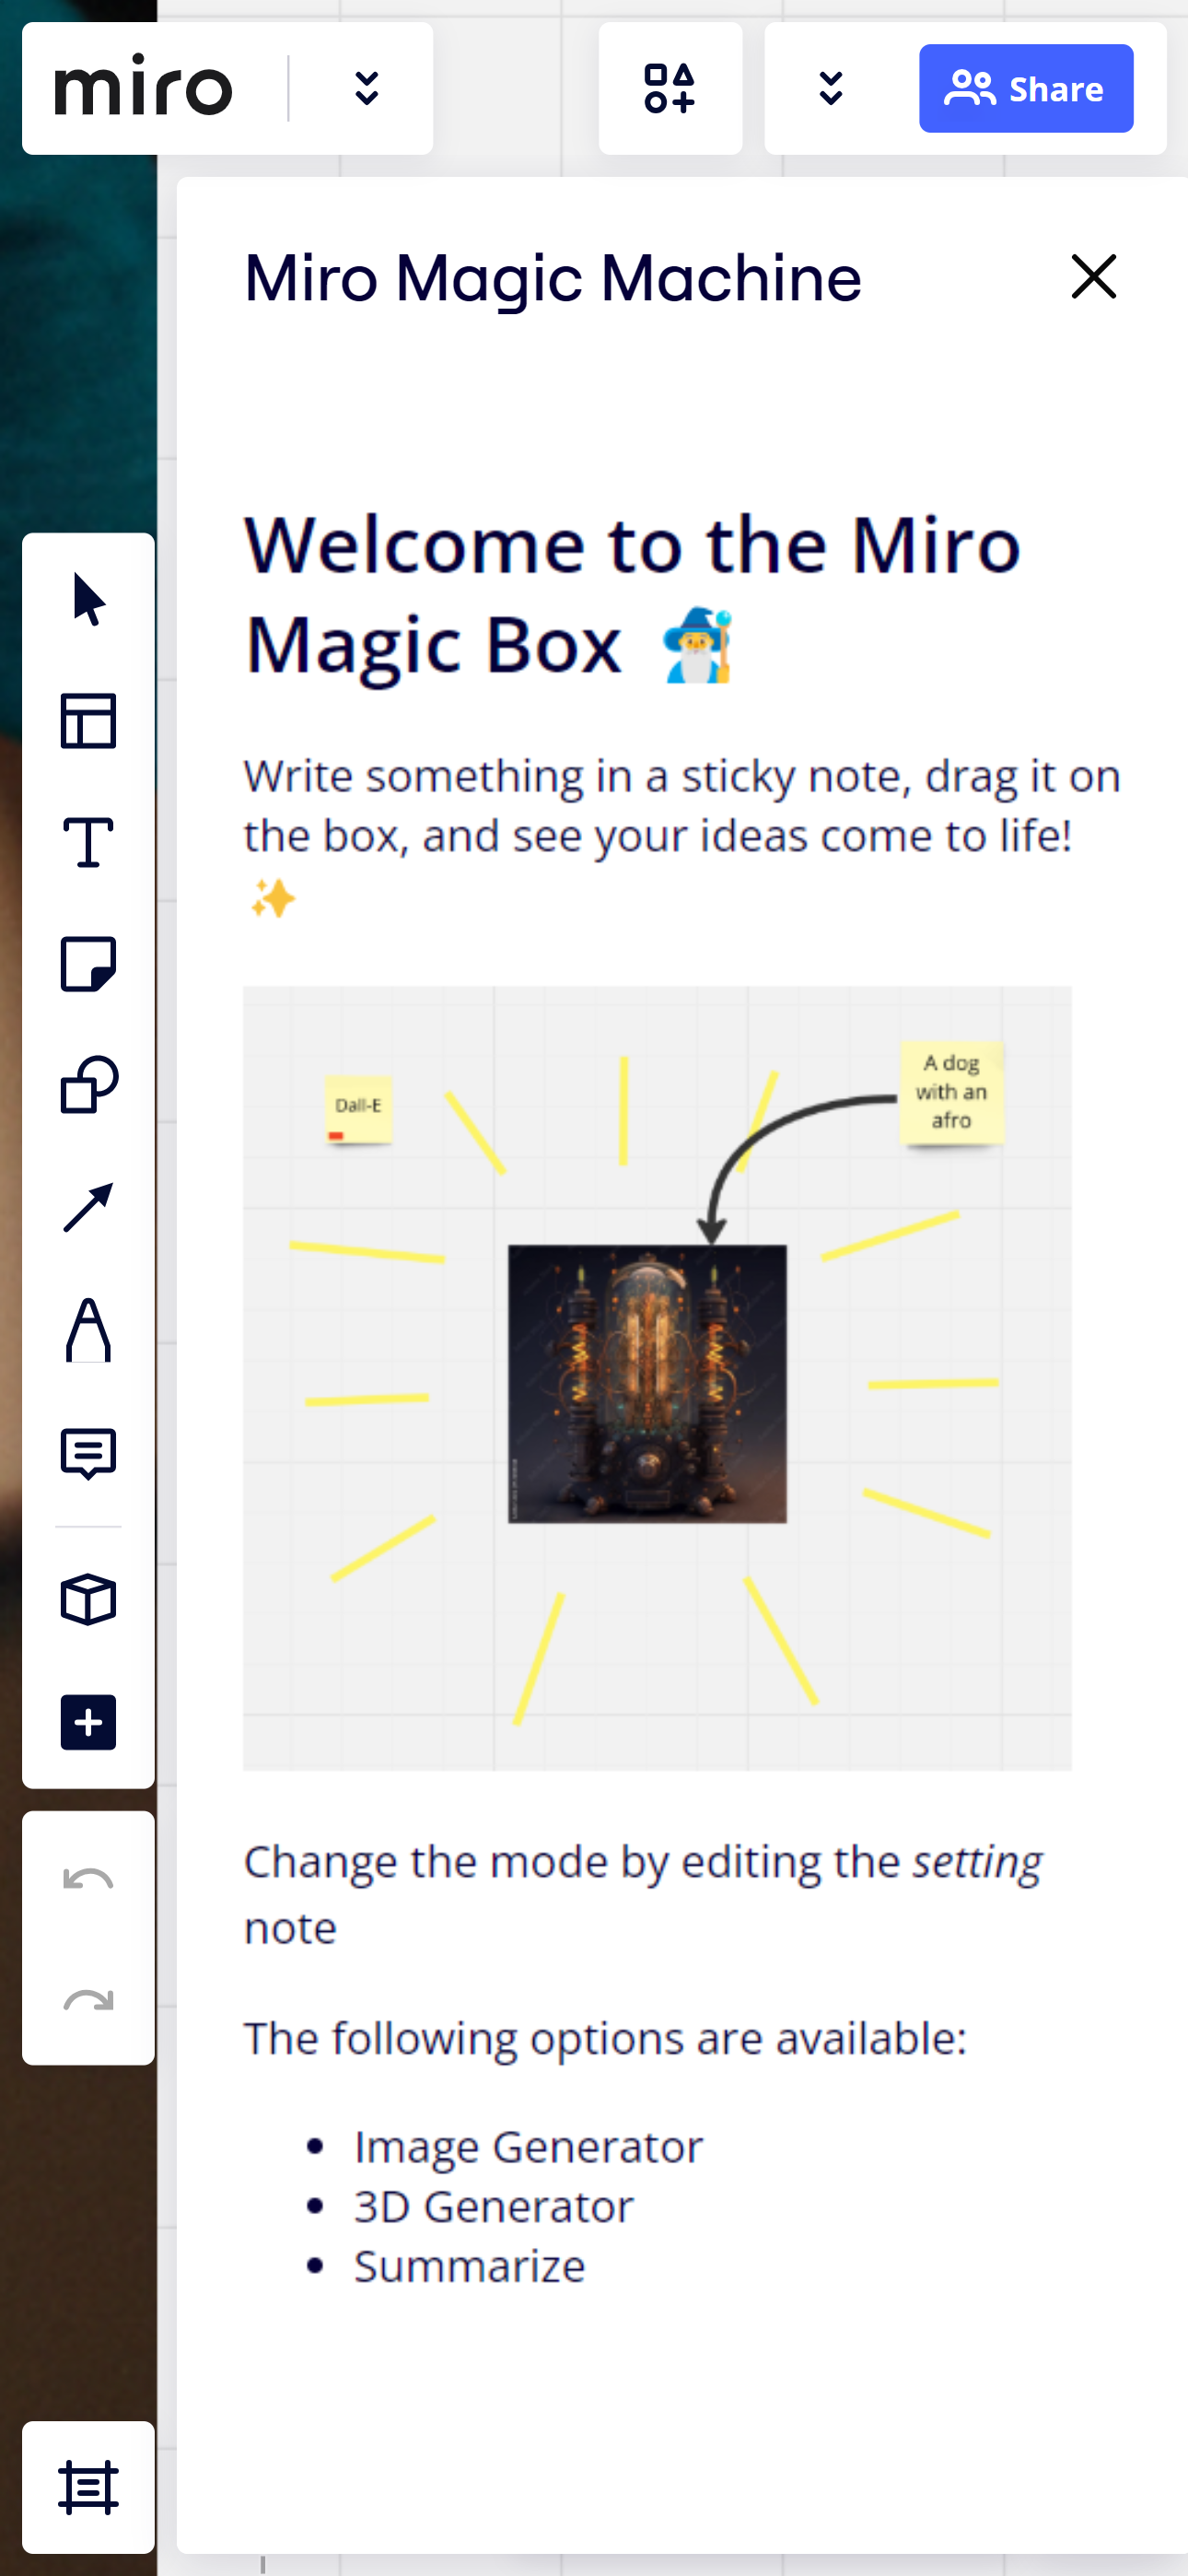 miro
Share
Miro Magic Machine
Welcome to the Miro
Magic Box
Write something in a sticky note, drag it on
the box, and see your ideas come to life!
Dall-E
A dog
with an
afro
Change the mode by editing the setting
note
The following options are available:
• Image Generator
• 3D Generator
• Summarize